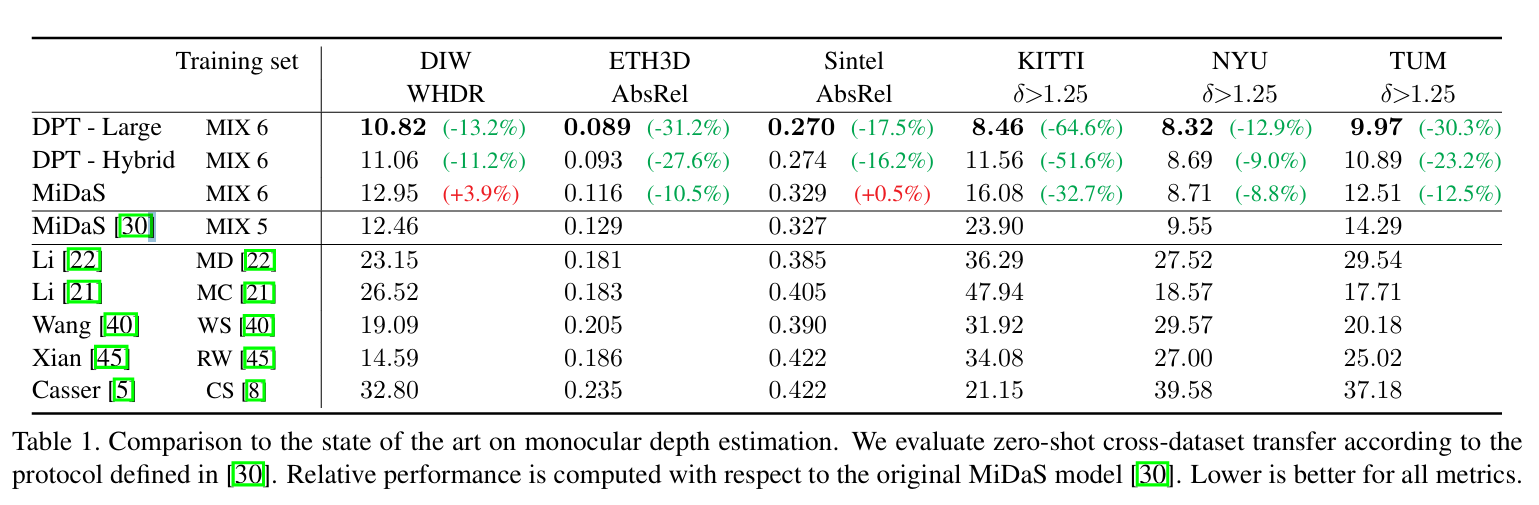 Training set DIW ETH3D Sintel KITTI NYU TUM
WHDR AbsRel AbsRel δ>1.25 δ>1.25 δ>1.25
DPT - Large MIX 6 10.82 (-13.2%) 0.089 (-31.2%) 0.270 (-17.5%) 8.46 (-64.6%) 8.32 (-12.9%) 9.97 (-30.3%)
DPT - Hybrid MIX 6 11.06 (-11.2%) 0.093 (-27.6%) 0.274 (-16.2%) 11.56 (-51.6%) 8.69 (-9.0%) 10.89 (-23.2%)
MiDaS MIX 6 12.95 (+3.9%) 0.116 (-10.5%) 0.329 (+0.5%) 16.08 (-32.7%) 8.71 (-8.8%) 12.51 (-12.5%)
MiDaS [30] MIX 5 12.46 0.129 0.327 23.90 9.55 14.29
Li [22] MD [22] 23.15 0.181 0.385 36.29 27.52 29.54
Li [21] MC [21] 26.52 0.183 0.405 47.94 18.57 17.71
Wang [40] WS [40] 19.09 0.205 0.390 31.92 29.57 20.18
Xian [45] RW [45] 14.59 0.186 0.422 34.08 27.00 25.02
Casser [5] CS [8] 32.80 0.235 0.422 21.15 39.58 37.18
Table 1. Comparison to the state of the art on monocular depth estimation. We evaluate zero-shot cross-dataset transfer according to the
protocol defined in [30]. Relative performance is computed with respect to the original MiDaS model [30]. Lower is better for all metrics.